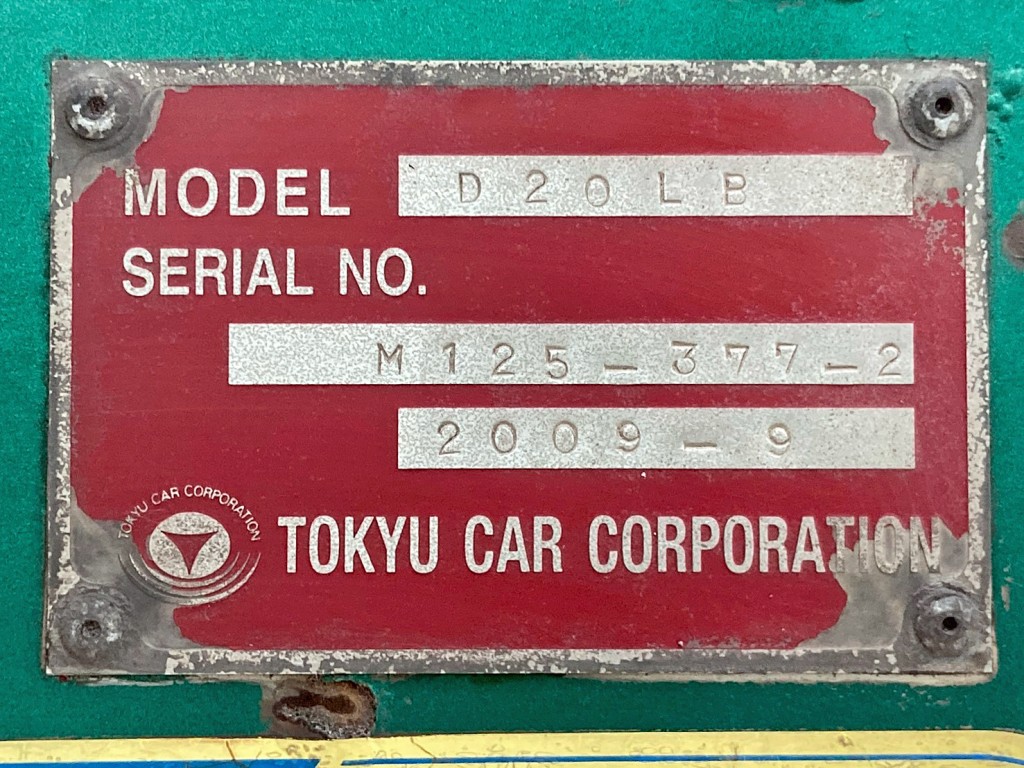 MODEL D20LB
SERIAL NO.
M125-377-2
2009-9
TOKYU CAR CORPORATION
TOKYU CAR CORPORATION